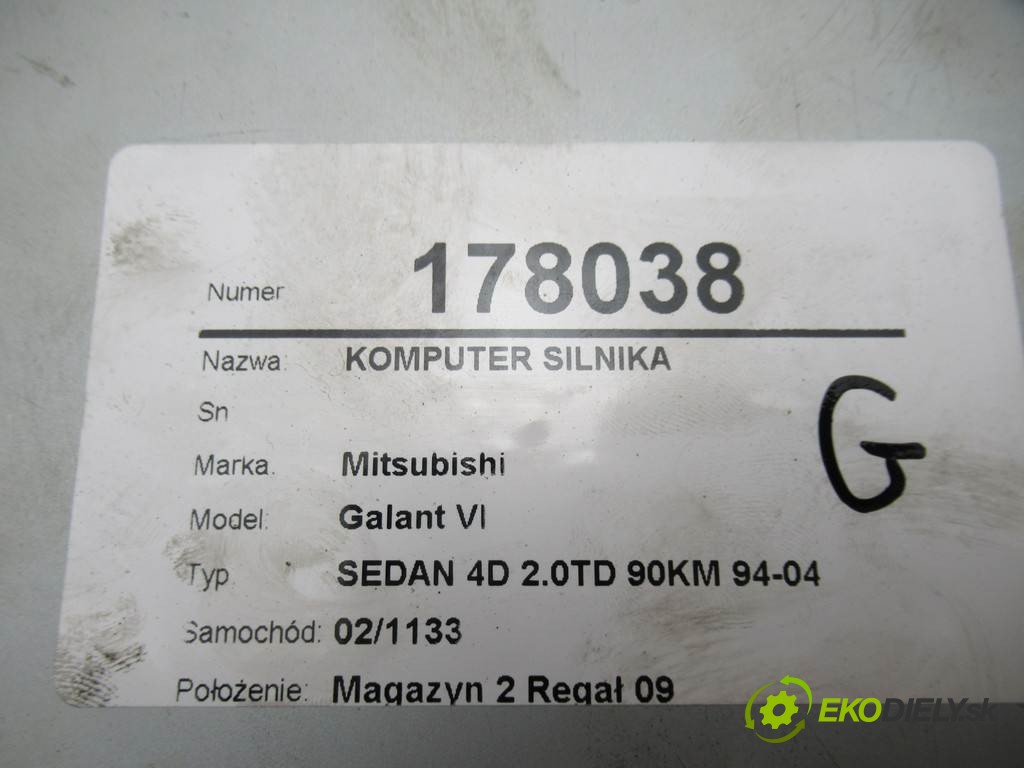 Numer 178038
Nazwa: KOMPUTER SILNIKA
Sn
Marka. Mitsubishi
Model: Galant VI
Typ SEDAN 4D 2.0TD 90KM 94-04
Samochód: 02/1133
Położenie: Magazyn 2 Regał 09
G
EKODIELY.sk